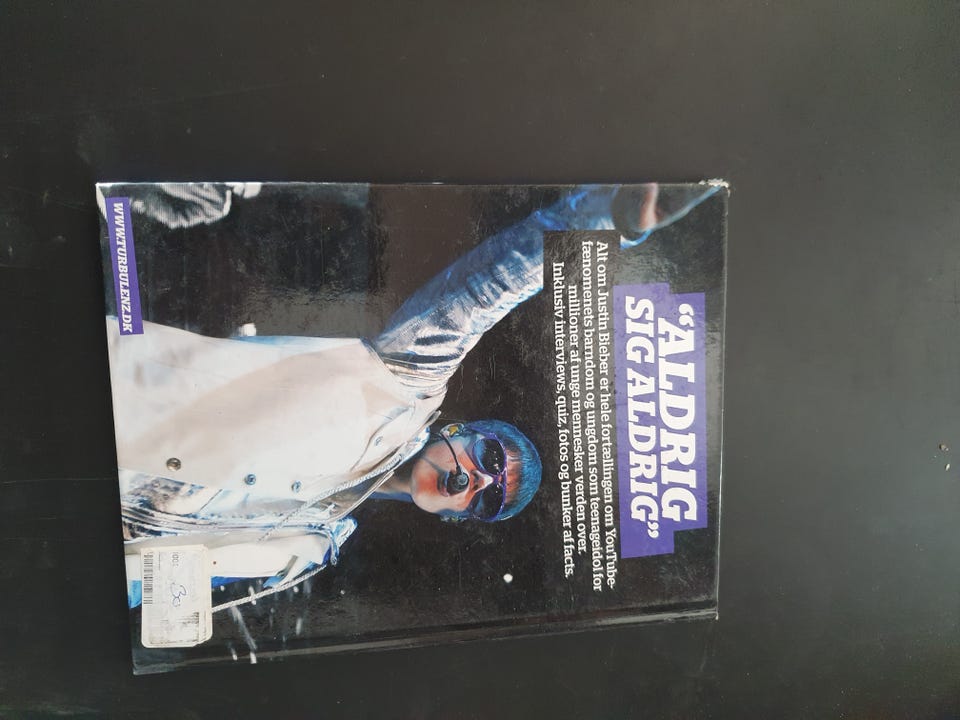 “ALDRIG
SIG ALDRIG”
Alt om Justin Bieber er hele fortællingen om YouTube-
fænomenets barndom og ungdom som teenageidol for
millioner af unge mennesker verden over.
Inklusiv interviews, quiz, fotos og bunker af facts.
WWW.TURBULENZ.DK